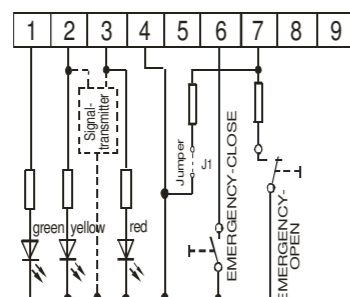 1 2 3 4 5 6 7 8 9
Signal-
transmitter
Jumper
J1
EMERGENCY-CLOSE
green
yellow
red
EMERGENCY-
OPEN